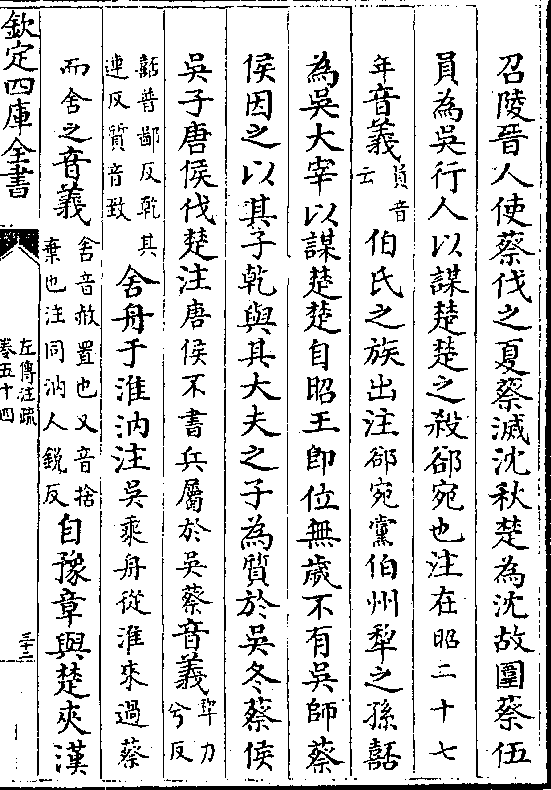 召陵晉人使蔡伐之夏蔡滅沈秋楚為沈故圍蔡伍
員為吳行人以謀楚楚之殺郤宛也注在昭二十七
年音義員音云伯氏之族出注郤宛黨伯州犂之孫嚭
為吳大宰以謀楚楚自昭王即位無歲不有吳師蔡
侯因之以其子乾與其大夫之子為質於吳冬蔡侯
吳子唐侯伐楚注唐侯不書兵屬於吳蔡音義犂力兮反
嚭普鄙反乾其連反質音致舍舟于淮汭注吳乘舟從淮來過蔡
而舍之音義舍音赦置也又音捨棄也注同汭人鋭反自豫章與楚夾漢
欽定四庫全書
左傳注疏
卷五十四
三十二